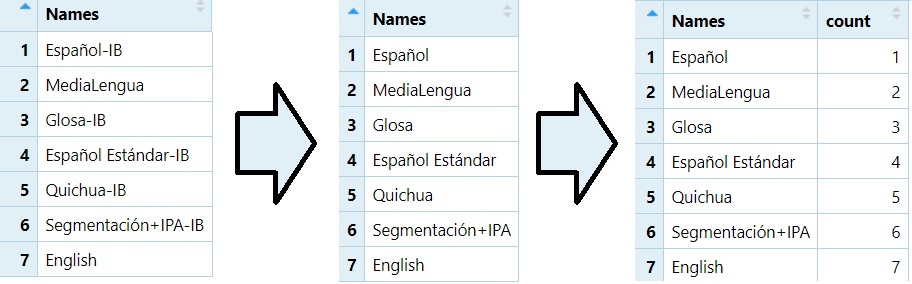 Names
1 Español-IB
2 MediaLengua
3 Glosa-IB
4 Español Estándar-IB
5 Quichua-IB
6 Segmentación+IPA-IB
7 English
Names
1 Español
2 MediaLengua
3 Glosa
4 Español Estándar
5 Quichua
6 Segmentación+IPA
7 English
Names count
1 Español 1
2 MediaLengua 2
3 Glosa 3
4 Español Estándar 4
5 Quichua 5
6 Segmentación+IPA 6
7 English 7